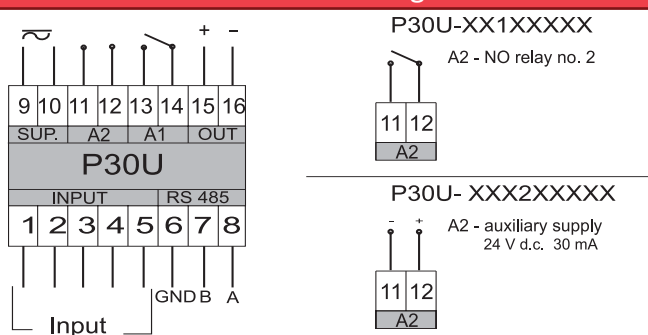 + -
9 10 11 12 13 14 15 16
SUP. A2 A1 OUT
P30U
INPUT RS 485
1 2 3 4 5 6 7 8
GND B A
Input
P30U-XX1XXXXX
A2 - NO relay no. 2
11 12
A2
P30U- XXX2XXXXX
- +
A2 - auxiliary supply
24 V d.c. 30 mA
11 12
A2